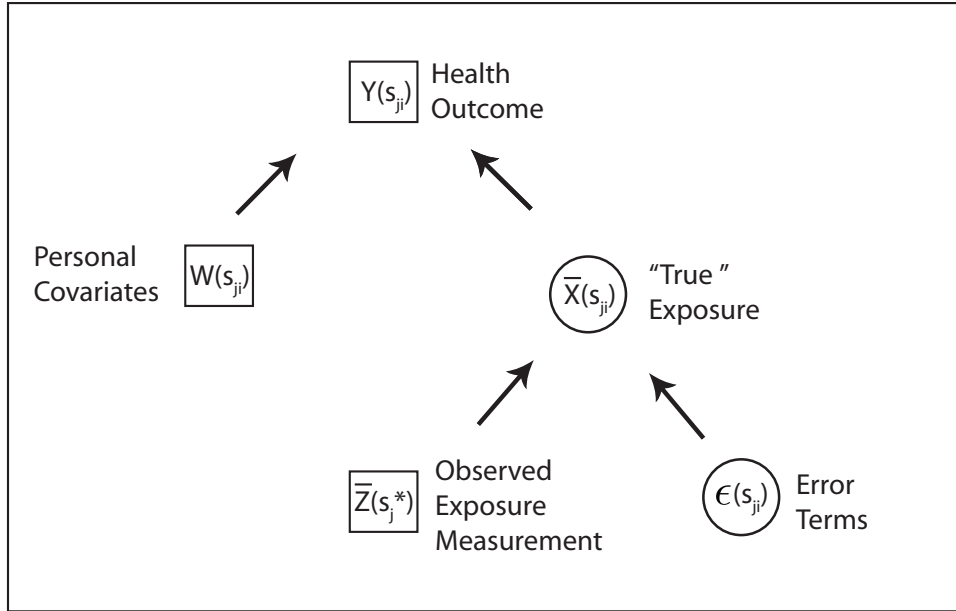 Y(s_ji)
Health
Outcome
Personal
Covariates
W(s_ji)
X̅(s_ji)
“True ”
Exposure
Z̅(s_j*)
Observed
Exposure
Measurement
ϵ(s_ji)
Error
Terms